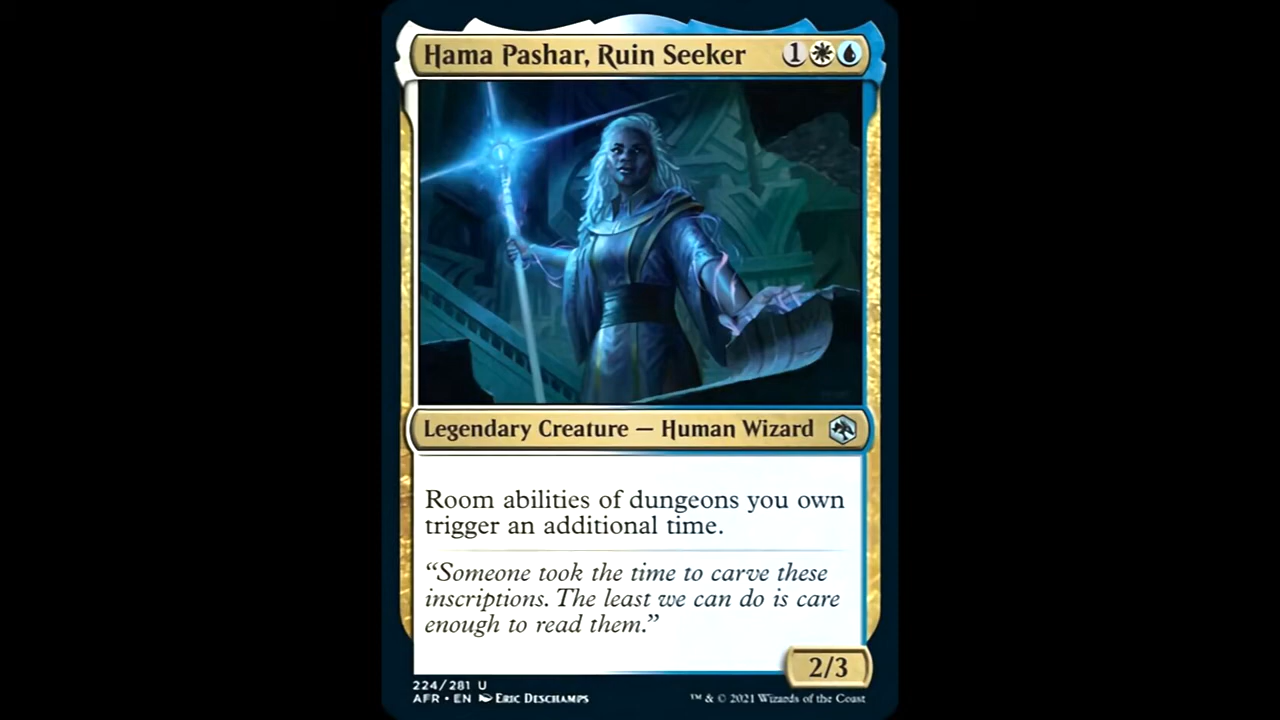 Hama Pashar, Ruin Seeker 1
Legendary Creature — Human Wizard
Room abilities of dungeons you own
trigger an additional time.
“Someone took the time to carve these
inscriptions. The least we can do is care
enough to read them.”
2/3
224/281 U
AFR • EN Eric Deschamps
™ & © 2021 Wizards of the Coast